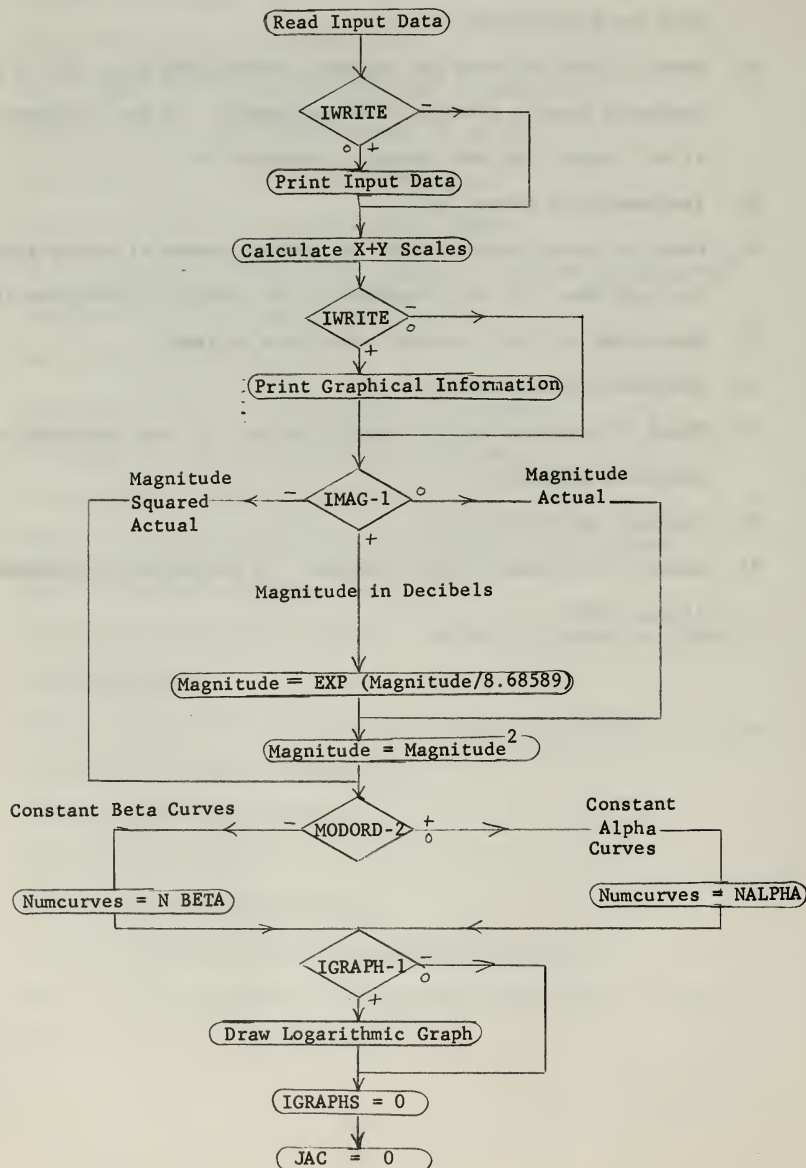 Read Input Data
IWRITE
-
o +
Print Input Data
Calculate X+Y Scales
IWRITE
-
o
+
Print Graphical Information
Magnitude
Squared
Actual
-
IMAG-1
o
Magnitude
Actual
+
Magnitude in Decibels
Magnitude = EXP (Magnitude/8.68589)
Magnitude = Magnitude²
Constant Beta Curves
-
MODORD-2
+
o
Constant
Alpha
Curves
Numcurves = N BETA
Numcurves = NALPHA
IGRAPH-1
-
o
+
Draw Logarithmic Graph
IGRAPHS = 0
JAC = 0